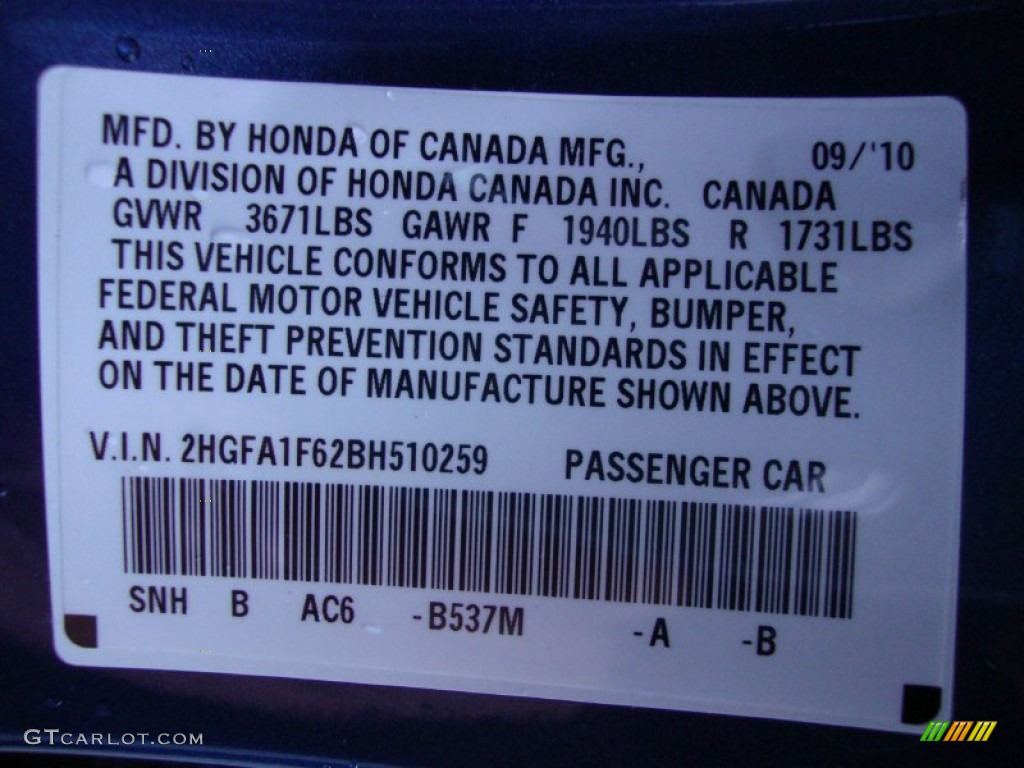 MFD. BY HONDA OF CANADA MFG., 09/'10
A DIVISION OF HONDA CANADA INC. CANADA
GVWR 3671LBS GAWR F 1940LBS R 1731LBS
THIS VEHICLE CONFORMS TO ALL APPLICABLE
FEDERAL MOTOR VEHICLE SAFETY, BUMPER,
AND THEFT PREVENTION STANDARDS IN EFFECT
ON THE DATE OF MANUFACTURE SHOWN ABOVE.
V.I.N. 2HGFA1F62BH510259 PASSENGER CAR
SNH B AC6 -B537M -A -B
GTCARLOT.COM